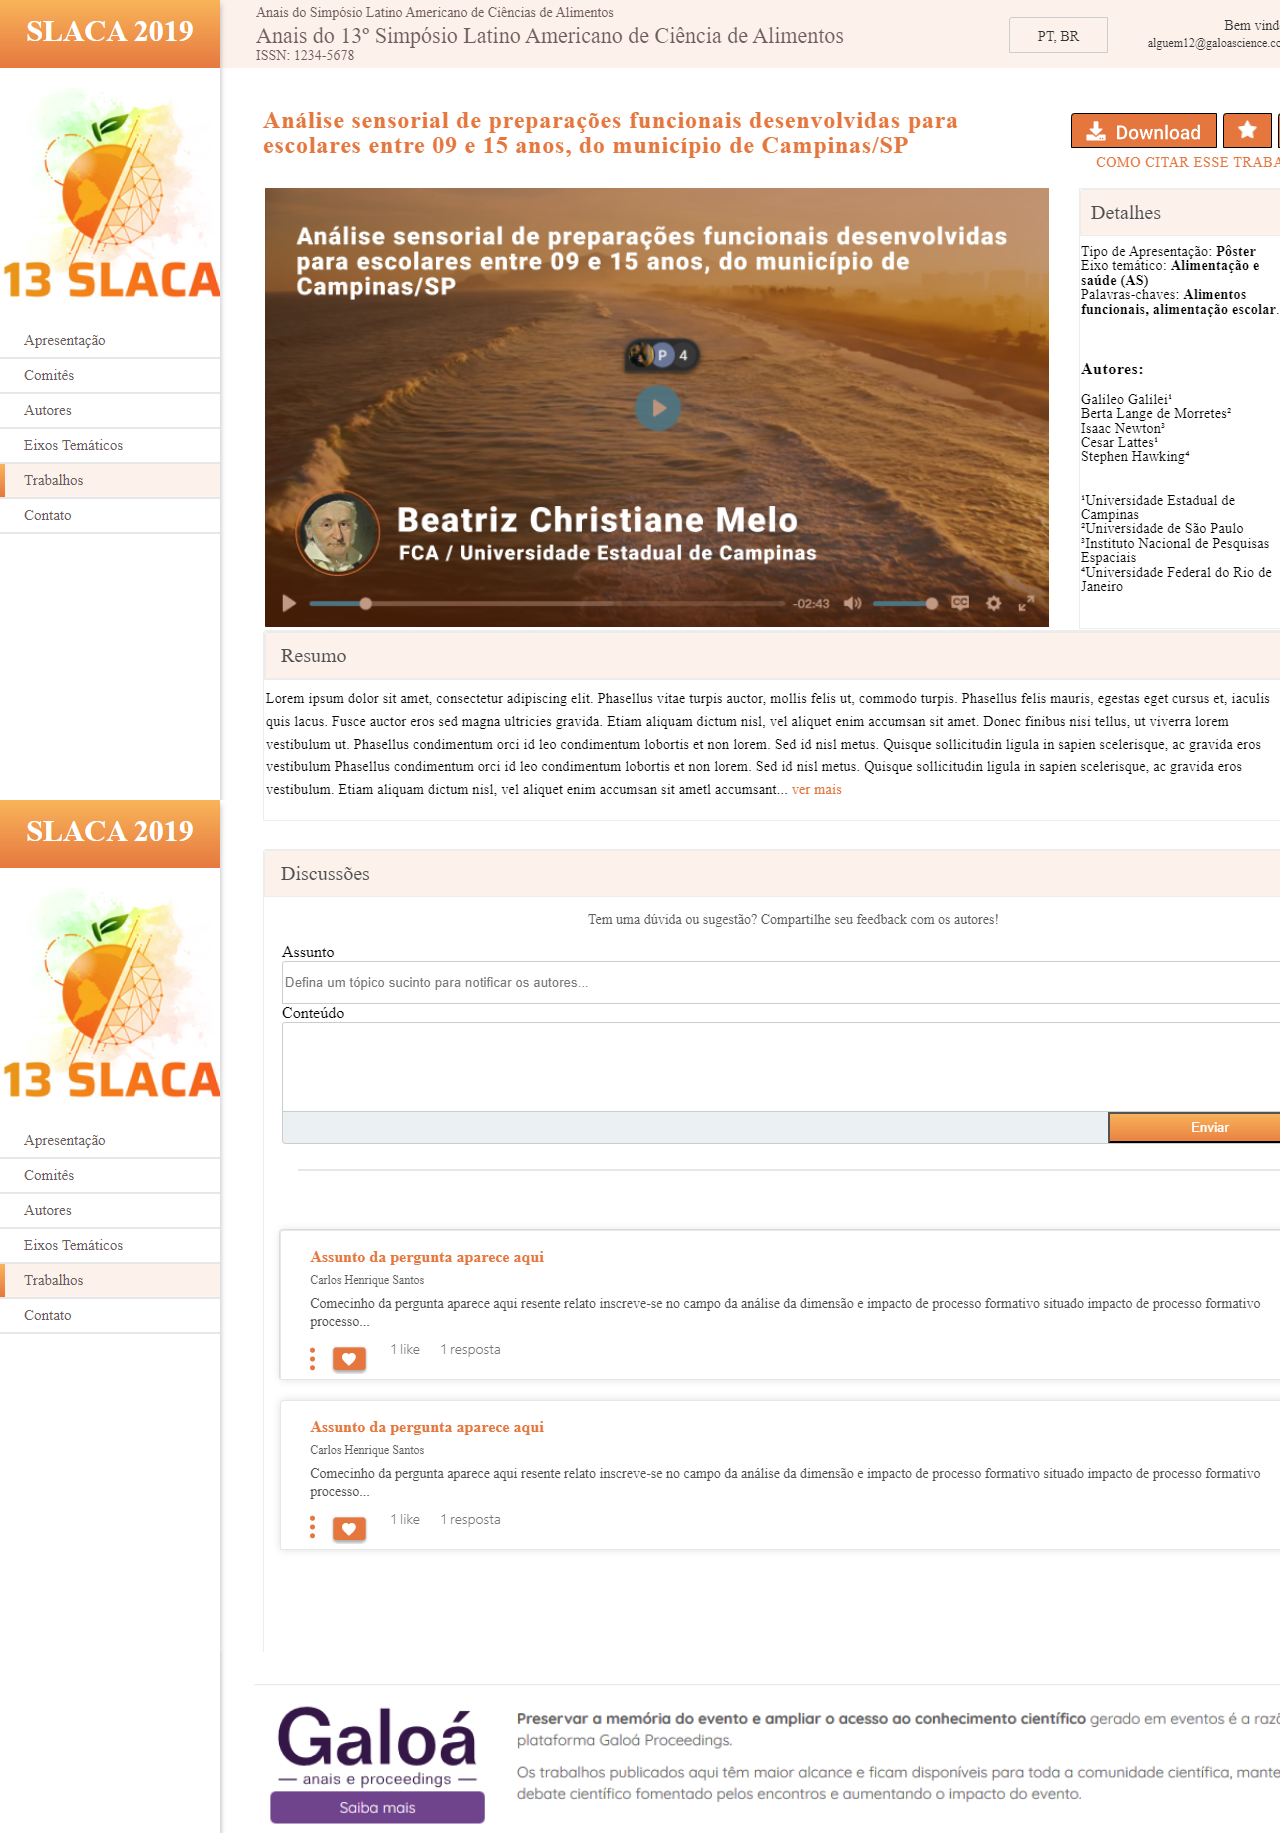 SLACA 2019
Anais do Simpósio Latino Americano de Ciências de Alimentos
Anais do 13º Simpósio Latino Americano de Ciência de Alimentos
ISSN: 1234-5678
PT, BR
Bem vind
alguem12@galoascience.co
13 SLACA
Apresentação
Comitês
Autores
Eixos Temáticos
Trabalhos
Contato
Análise sensorial de preparações funcionais desenvolvidas para
escolares entre 09 e 15 anos, do município de Campinas/SP
Download
COMO CITAR ESSE TRABA
Análise sensorial de preparações funcionais desenvolvidas
para escolares entre 09 e 15 anos, do município de
Campinas/SP
P 4
Beatriz Christiane Melo
FCA / Universidade Estadual de Campinas
-02:43
CC
Detalhes
Tipo de Apresentação: Pôster
Eixo temático: Alimentação e
saúde (AS)
Palavras-chaves: Alimentos
funcionais, alimentação escolar.
Autores:
Galileo Galilei¹
Berta Lange de Morretes²
Isaac Newton³
Cesar Lattes¹
Stephen Hawking⁴
¹Universidade Estadual de
Campinas
²Universidade de São Paulo
³Instituto Nacional de Pesquisas
Espaciais
⁴Universidade Federal do Rio de
Janeiro
Resumo
Lorem ipsum dolor sit amet, consectetur adipiscing elit. Phasellus vitae turpis auctor, mollis felis ut, commodo turpis. Phasellus felis mauris, egestas eget cursus et, iaculis
quis lacus. Fusce auctor eros sed magna ultricies gravida. Etiam aliquam dictum nisl, vel aliquet enim accumsan sit amet. Donec finibus nisi tellus, ut viverra lorem
vestibulum ut. Phasellus condimentum orci id leo condimentum lobortis et non lorem. Sed id nisl metus. Quisque sollicitudin ligula in sapien scelerisque, ac gravida eros
vestibulum Phasellus condimentum orci id leo condimentum lobortis et non lorem. Sed id nisl metus. Quisque sollicitudin ligula in sapien scelerisque, ac gravida eros
vestibulum. Etiam aliquam dictum nisl, vel aliquet enim accumsan sit ametl accumsant... ver mais
SLACA 2019
13 SLACA
Apresentação
Comitês
Autores
Eixos Temáticos
Trabalhos
Contato
Discussões
Tem uma dúvida ou sugestão? Compartilhe seu feedback com os autores!
Assunto
Defina um tópico sucinto para notificar os autores...
Conteúdo
Enviar
Assunto da pergunta aparece aqui
Carlos Henrique Santos
Comecinho da pergunta aparece aqui resente relato inscreve-se no campo da análise da dimensão e impacto de processo formativo situado impacto de processo formativo
processo...
1 like 1 resposta
Assunto da pergunta aparece aqui
Carlos Henrique Santos
Comecinho da pergunta aparece aqui resente relato inscreve-se no campo da análise da dimensão e impacto de processo formativo situado impacto de processo formativo
processo...
1 like 1 resposta
Galoá
anais e proceedings
Saiba mais
Preservar a memória do evento e ampliar o acesso ao conhecimento científico gerado em eventos é a razã
plataforma Galoá Proceedings.
Os trabalhos publicados aqui têm maior alcance e ficam disponíveis para toda a comunidade científica, mante
debate científico fomentado pelos encontros e aumentando o impacto do evento.